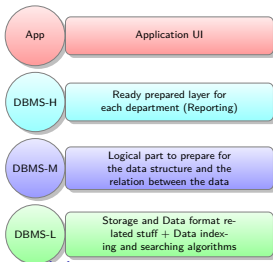 App
Application UI
DBMS-H
Ready prepared layer for
each department (Reporting)
DBMS-M
Logical part to prepare for
the data structure and the
relation between the data
DBMS-L
Storage and Data format re-
lated stuff + Data index-
ing and searching algorithms